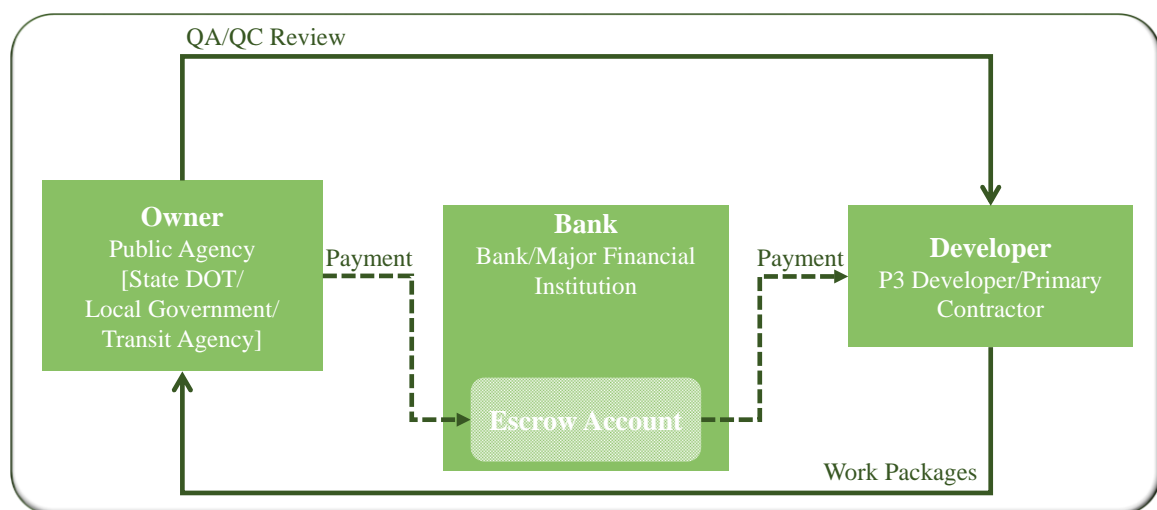 QA/QC Review
Owner
Public Agency
[State DOT/
Local Government/
Transit Agency]
Payment
Bank
Bank/Major Financial
Institution
Escrow Account
Payment
Developer
P3 Developer/Primary
Contractor
Work Packages